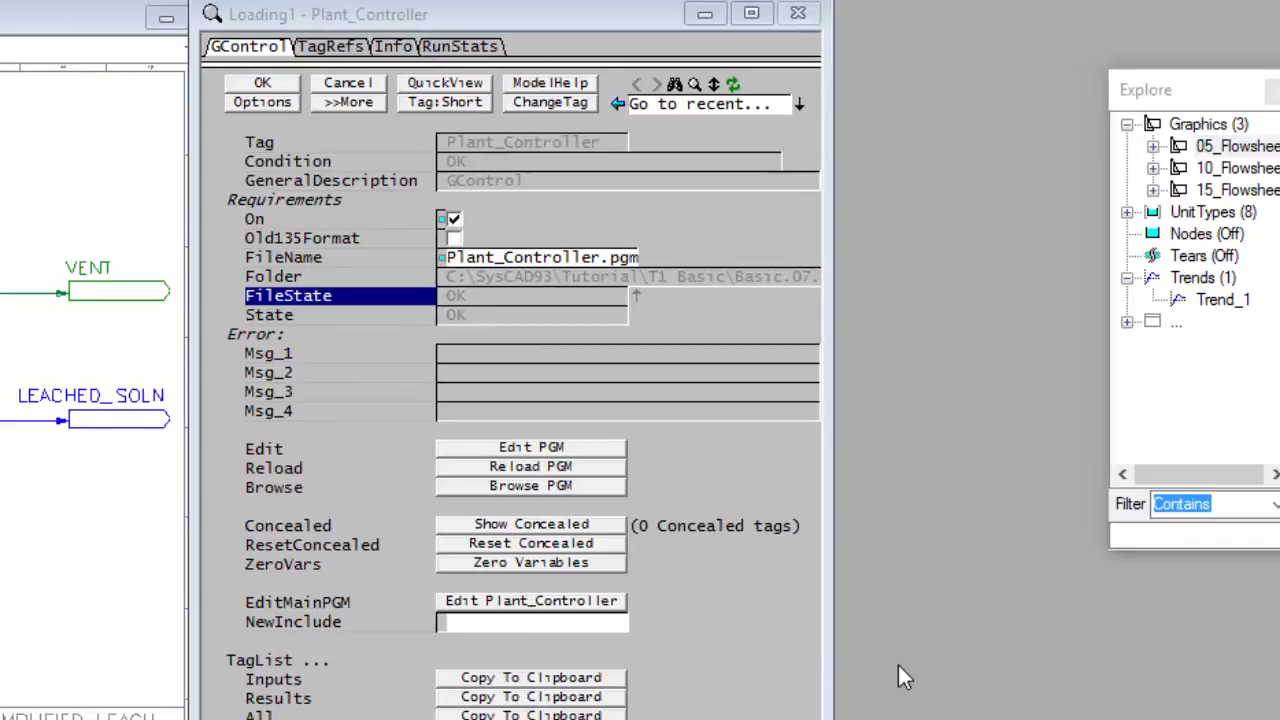 Loading1 - Plant_Controller
GControl TagRefs Info RunStats
OK Cancel QuickView ModelHelp
Options >>More Tag:Short ChangeTag Go to recent...
Tag Plant_Controller
Condition OK
GeneralDescription GControl
Requirements
On
Old135Format
FileName Plant_Controller.pgm
Folder C:\SysCAD93\Tutorial\T1 Basic\Basic.07.
FileState OK
State OK
Error:
Msg_1
Msg_2
Msg_3
Msg_4
Edit Edit PGM
Reload Reload PGM
Browse Browse PGM
Concealed Show Concealed (0 Concealed tags)
ResetConcealed Reset Concealed
ZeroVars Zero Variables
EditMainPGM Edit Plant_Controller
NewInclude
TagList ...
Inputs Copy To Clipboard
Results Copy To Clipboard
All Copy To Clipboard
VENT
LEACHED_SOLN
Explore
Graphics (3)
05_Flowshee
10_Flowshee
15_Flowshee
UnitTypes (8)
Nodes (Off)
Tears (Off)
Trends (1)
Trend_1
...
Filter Contains